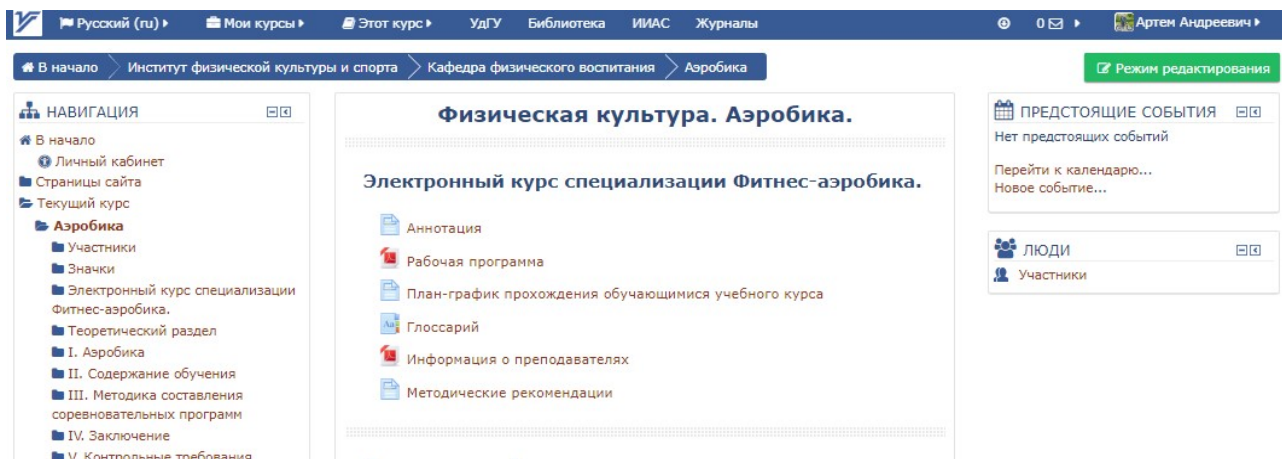 Русский (ru) Мои курсы Этот курс УдГУ Библиотека ИИАС Журналы 0 Артем Андреевич
В начало Институт физической культуры и спорта Кафедра физического воспитания Аэробика
Режим редактирования
НАВИГАЦИЯ
В начало
Личный кабинет
Страницы сайта
Текущий курс
Аэробика
Участники
Значки
Электронный курс специализации
Фитнес-аэробика.
Теоретический раздел
I. Аэробика
II. Содержание обучения
III. Методика составления
соревновательных программ
IV. Заключение
V. Контрольные требования
Физическая культура. Аэробика.
Электронный курс специализации Фитнес-аэробика.
Аннотация
Рабочая программа
План-график прохождения обучающимися учебного курса
Глоссарий
Информация о преподавателях
Методические рекомендации
ПРЕДСТОЯЩИЕ СОБЫТИЯ
Нет предстоящих событий
Перейти к календарю...
Новое событие...
ЛЮДИ
Участники